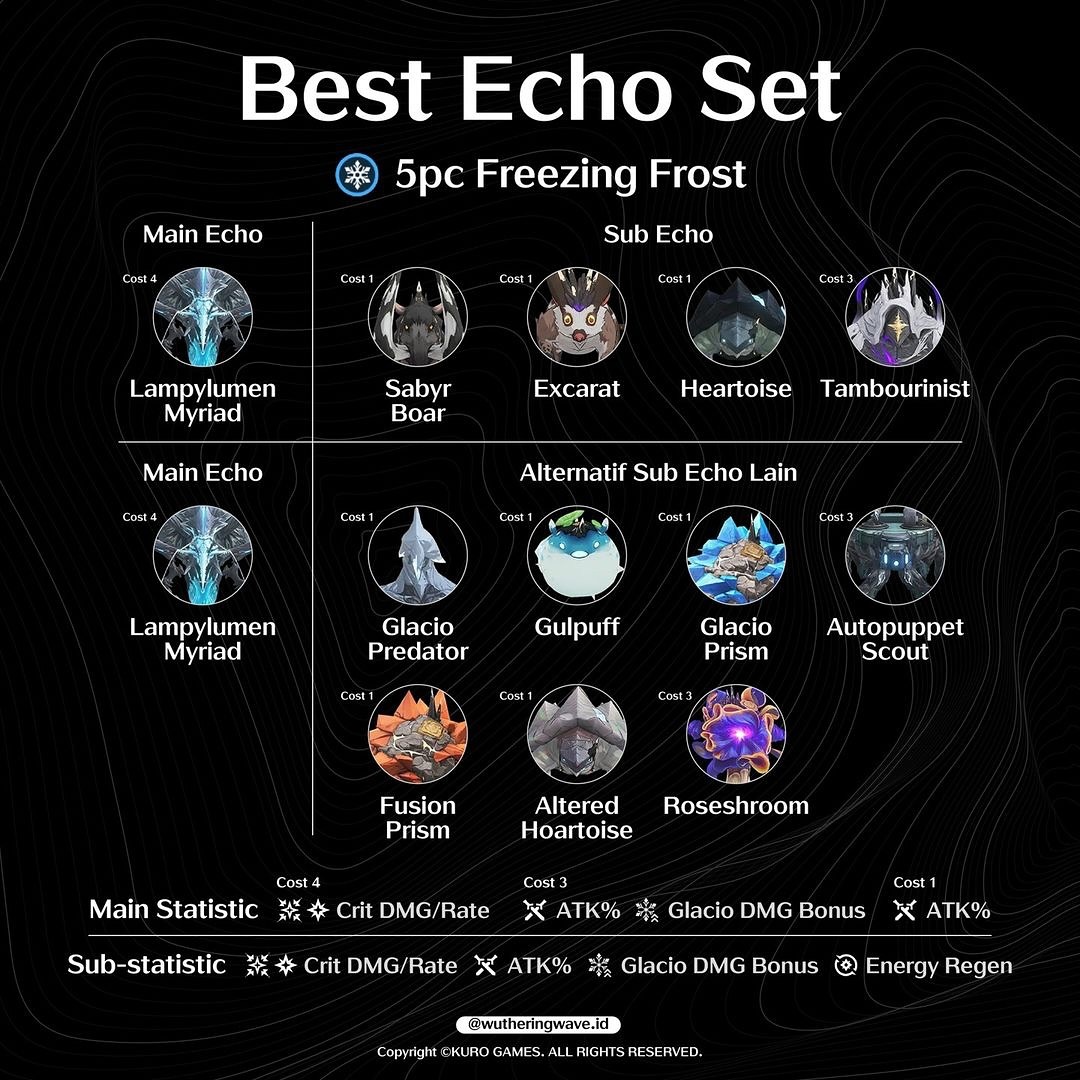 Best Echo Set
5pc Freezing Frost
Main Echo
Sub Echo
Cost 4
Cost 1
Cost 1
Cost 1
Cost 3
Lampylumen
Myriad
Sabyr
Boar
Excarat
Heartoise
Tambourinist
Main Echo
Alternatif Sub Echo Lain
Cost 4
Cost 1
Cost 1
Cost 1
Cost 3
Lampylumen
Myriad
Glacio
Predator
Gulpuff
Glacio
Prism
Autopuppet
Scout
Cost 1
Cost 1
Cost 3
Fusion
Prism
Altered
Hoartoise
Roseshroom
Cost 4
Cost 3
Cost 1
Main Statistic Crit DMG/Rate ATK% Glacio DMG Bonus ATK%
Sub-statistic Crit DMG/Rate ATK% Glacio DMG Bonus Energy Regen
@wutheringwave.id
Copyright ©KURO GAMES. ALL RIGHTS RESERVED.